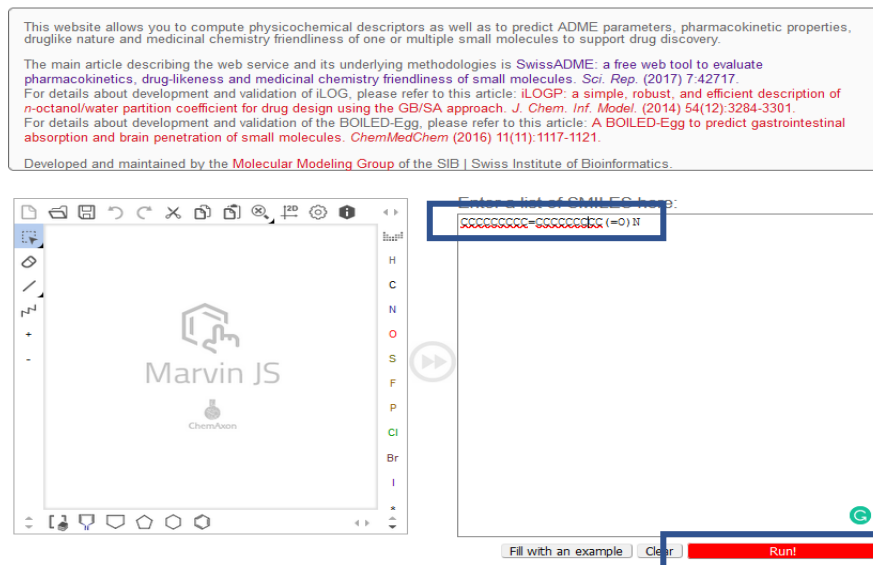 This website allows you to compute physicochemical descriptors as well as to predict ADME parameters, pharmacokinetic properties,
druglike nature and medicinal chemistry friendliness of one or multiple small molecules to support drug discovery.
The main article describing the web service and its underlying methodologies is SwissADME: a free web tool to evaluate
pharmacokinetics, drug-likeness and medicinal chemistry friendliness of small molecules. Sci. Rep. (2017) 7:42717.
For details about development and validation of iLOG, please refer to this article: iLOGP: a simple, robust, and efficient description of
n-octanol/water partition coefficient for drug design using the GB/SA approach. J. Chem. Inf. Model. (2014) 54(12):3284-3301.
For details about development and validation of the BOILED-Egg, please refer to this article: A BOILED-Egg to predict gastrointestinal
absorption and brain penetration of small molecules. ChemMedChem (2016) 11(11):1117-1121.
Developed and maintained by the Molecular Modeling Group of the SIB | Swiss Institute of Bioinformatics.
Enter a list of SMILES here:
CCCCCCCCC=CCCCCCCCC(=O)N
2D
H
C
N
O
S
F
P
Cl
Br
I
*
+
-
Marvin JS
ChemAxon
Fill with an example
Clear
Run!